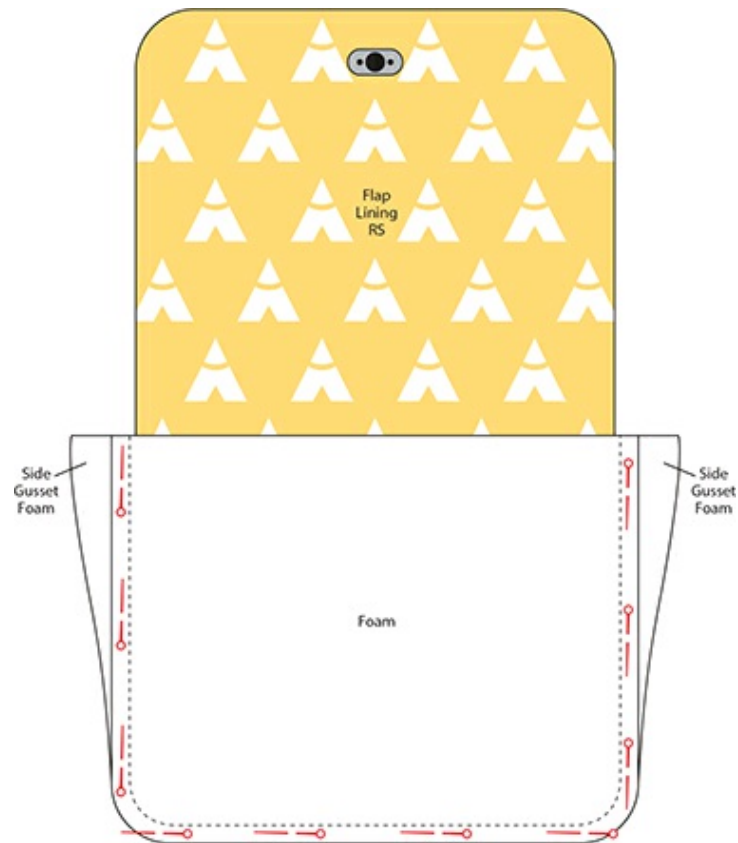 Flap
Lining
RS
Side
Gusset
Foam
Side
Gusset
Foam
Foam